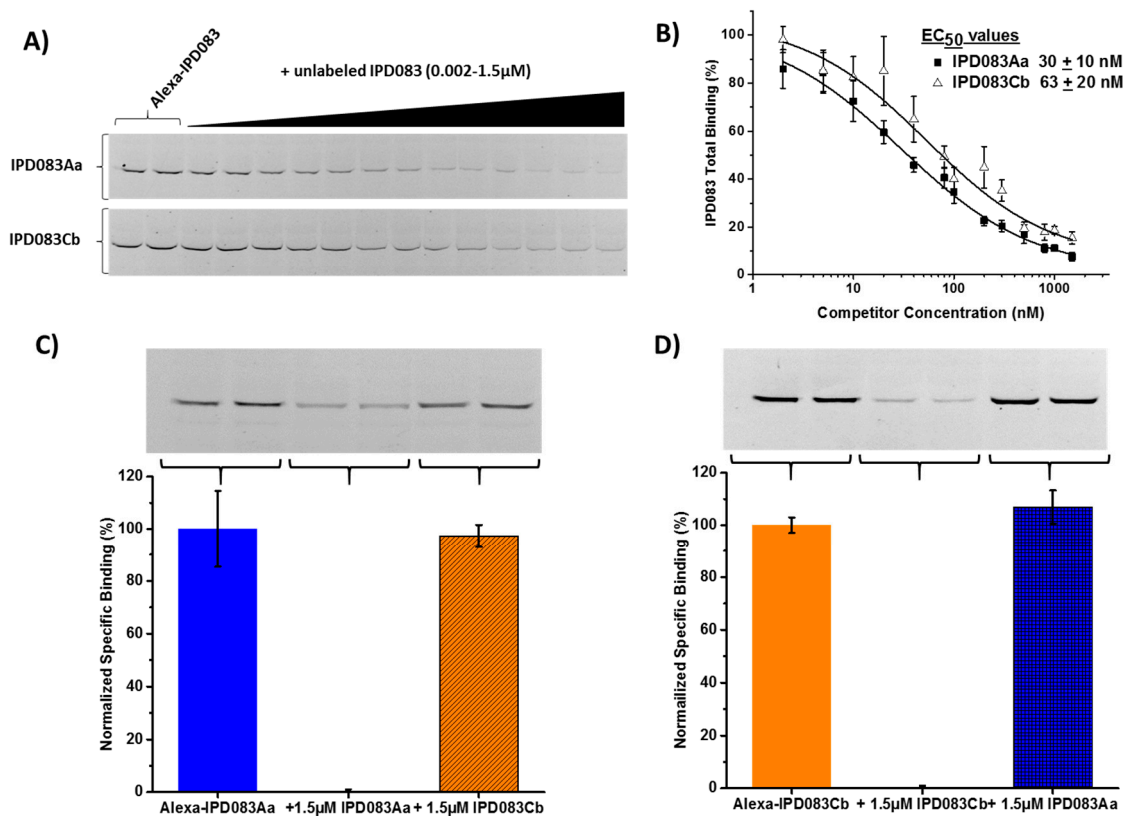 A)
Alexa-IPD083
+ unlabeled IPD083 (0.002-1.5µM)
IPD083Aa
IPD083Cb
B)
EC50 values
IPD083Aa 30 ± 10 nM
IPD083Cb 63 ± 20 nM
IPD083 Total Binding (%)
100
80
60
40
20
0
1
10
100
1000
Competitor Concentration (nM)
C)
Normalized Specific Binding (%)
120
100
80
60
40
20
0
Alexa-IPD083Aa
+1.5µM IPD083Aa
+ 1.5µM IPD083Cb
D)
Normailized Specific Binding (%)
120
100
80
60
40
20
0
Alexa-IPD083Cb
+ 1.5µM IPD083Cb
+ 1.5µM IPD083Aa